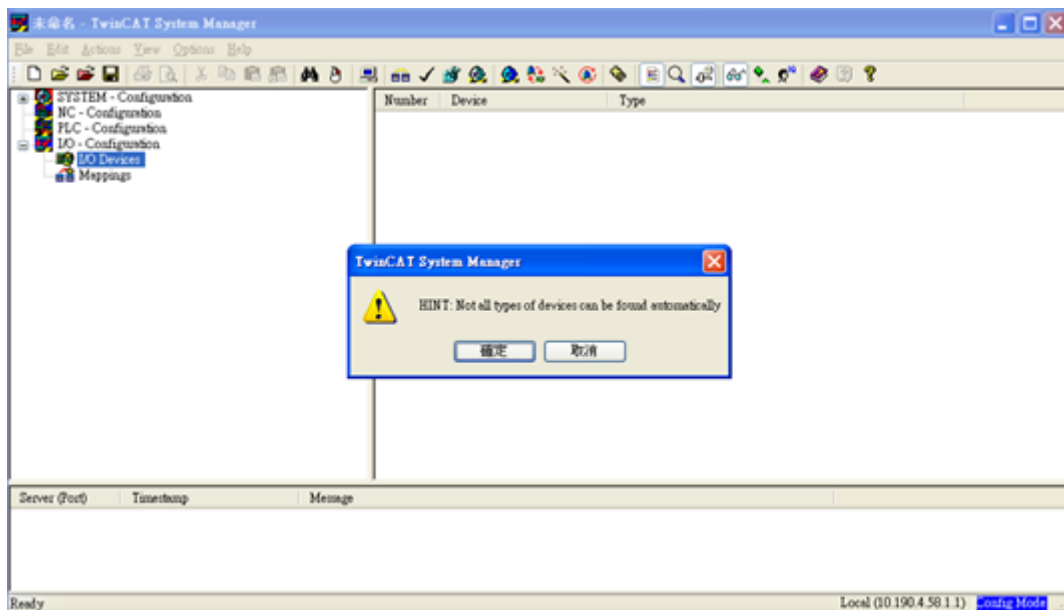 未命名 - TwinCAT System Manager
File Edit Actions View Options Help
SYSTEM - Configuration
NC - Configuration
PLC - Configuration
I/O - Configuration
I/O Devices
Mappings
Number Device Type
TwinCAT System Manager
HINT: Not all types of devices can be found automatically
確定 取消
Server (Port) Timestamp Message
Ready Local (10.190.4.58.1.1) Config Mode